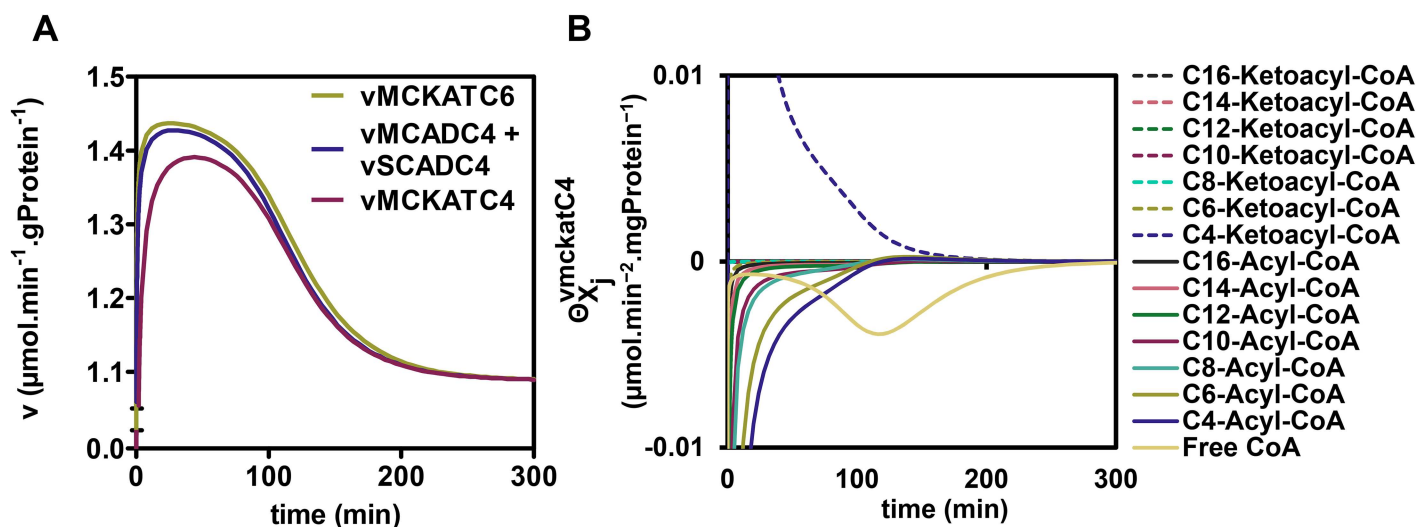 A
v (µmol.min⁻¹.gProtein⁻¹)
1.5
1.4
1.3
1.2
1.1
0.0
vMCKATC6
vMCADC4 +
vSCADC4
vMCKATC4
0
100
200
300
time (min)
B
Θ vmckatC4 Xj
(µmol.min⁻².mgProtein⁻¹)
0.01
0
-0.01
0
100
200
300
time (min)
C16-Ketoacyl-CoA
C14-Ketoacyl-CoA
C12-Ketoacyl-CoA
C10-Ketoacyl-CoA
C8-Ketoacyl-CoA
C6-Ketoacyl-CoA
C4-Ketoacyl-CoA
C16-Acyl-CoA
C14-Acyl-CoA
C12-Acyl-CoA
C10-Acyl-CoA
C8-Acyl-CoA
C6-Acyl-CoA
C4-Acyl-CoA
Free CoA